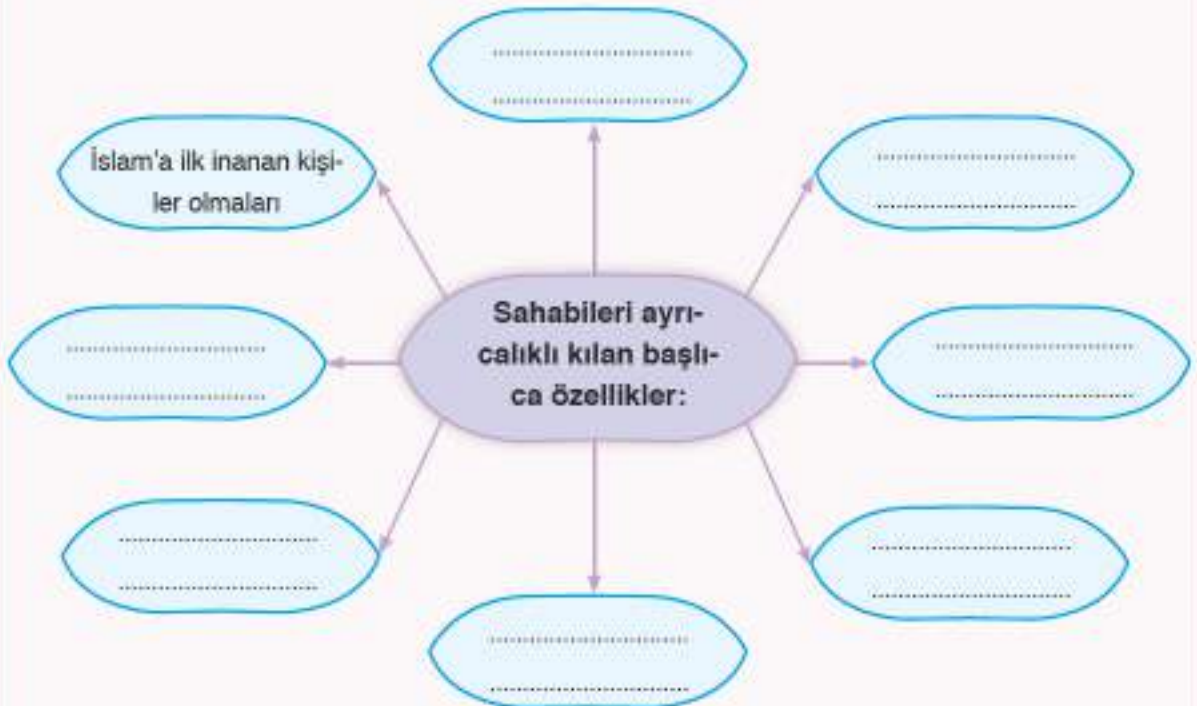 İslam'a ilk inanan kişi-
ler olmaları
Sahabileri ayrı-
calıklı kılan başlı-
ca özellikler: